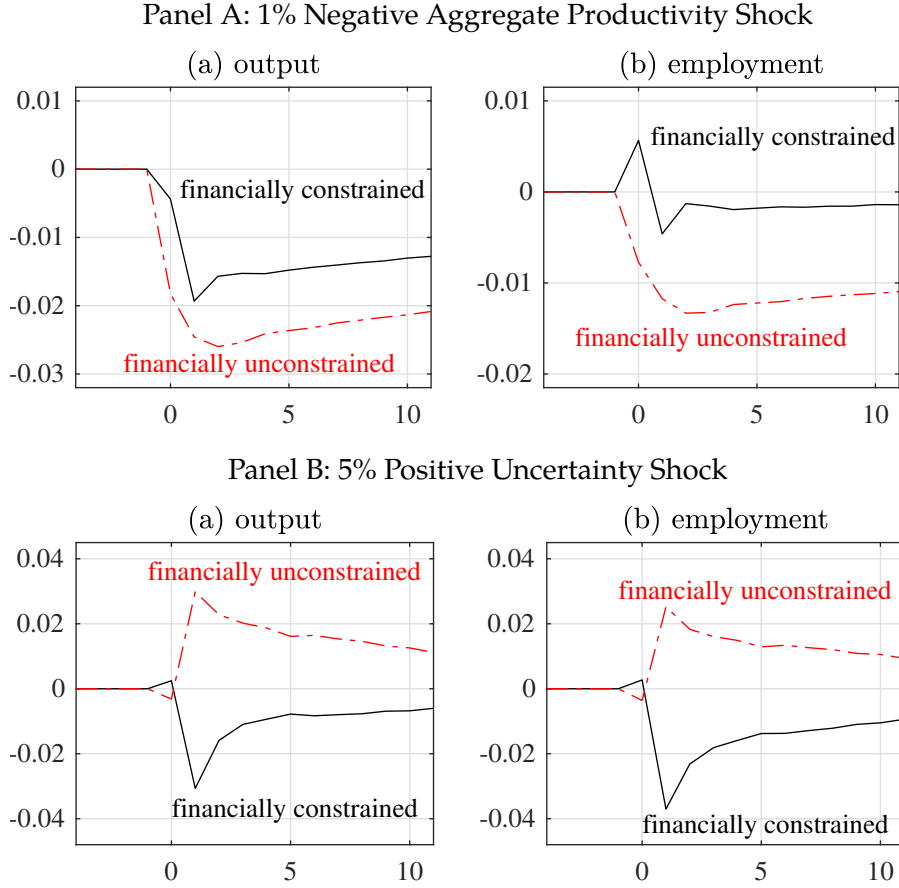 Panel A: 1% Negative Aggregate Productivity Shock
(a) output
(b) employment
0.01
0
-0.01
-0.02
-0.03
financially constrained
financially unconstrained
0 5 10
0.01
0
-0.01
-0.02
financially constrained
financially unconstrained
0 5 10
Panel B: 5% Positive Uncertainty Shock
(a) output
(b) employment
0.04
0.02
0
-0.02
-0.04
financially unconstrained
financially constrained
0 5 10
0.04
0.02
0
-0.02
-0.04
financially unconstrained
financially constrained
0 5 10